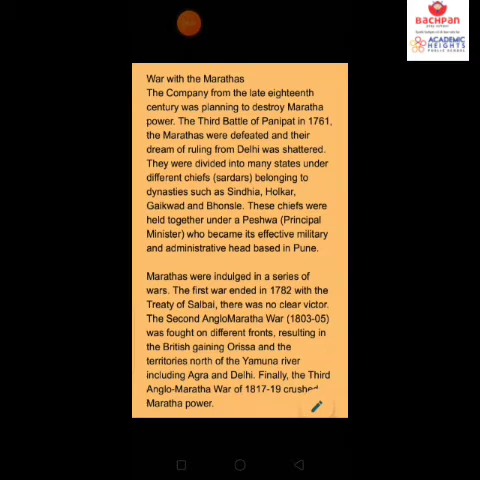 BACHPAN
ACADEMIC
HEIGHTS
PUBLIC SCHOOL
War with the Marathas
The Company from the late eighteenth
century was planning to destroy Maratha
power. The Third Battle of Panipat in 1761,
the Marathas were defeated and their
dream of ruling from Delhi was shattered.
They were divided into many states under
different chiefs (sardars) belonging to
dynasties such as Sindhia, Holkar,
Gaikwad and Bhonsle. These chiefs were
held together under a Peshwa (Principal
Minister) who became its effective military
and administrative head based in Pune.
Marathas were indulged in a series of
wars. The first war ended in 1782 with the
Treaty of Salbai, there was no clear victor.
The Second AngloMaratha War (1803-05)
was fought on different fronts, resulting in
the British gaining Orissa and the
territories north of the Yamuna river
including Agra and Delhi. Finally, the Third
Anglo-Maratha War of 1817-19 crushed
Maratha power.